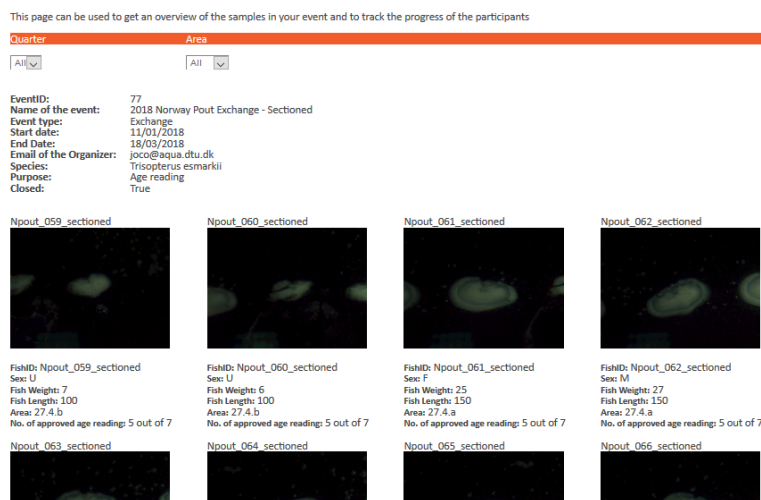 This page can be used to get an overview of the samples in your event and to track the progress of the participants
Quarter Area
All All
EventID: 77
Name of the event: 2018 Norway Pout Exchange - Sectioned
Event type: Exchange
Start date: 11/01/2018
End Date: 18/03/2018
Email of the Organizer: joco@aqua.dtu.dk
Species: Trisopterus esmarkii
Purpose: Age reading
Closed: True
Npout_059_sectioned Npout_060_sectioned Npout_061_sectioned Npout_062_sectioned
FishID: Npout_059_sectioned FishID: Npout_060_sectioned FishID: Npout_061_sectioned FishID: Npout_062_sectioned
Sex: U Sex: U Sex: F Sex: M
Fish Weight: 7 Fish Weight: 6 Fish Weight: 25 Fish Weight: 27
Fish Length: 100 Fish Length: 100 Fish Length: 150 Fish Length: 150
Area: 27.4.b Area: 27.4.b Area: 27.4.a Area: 27.4.a
No. of approved age reading: 5 out of 7 No. of approved age reading: 5 out of 7 No. of approved age reading: 5 out of 7 No. of approved age reading: 5 out of 7
Npout_063_sectioned Npout_064_sectioned Npout_065_sectioned Npout_066_sectioned